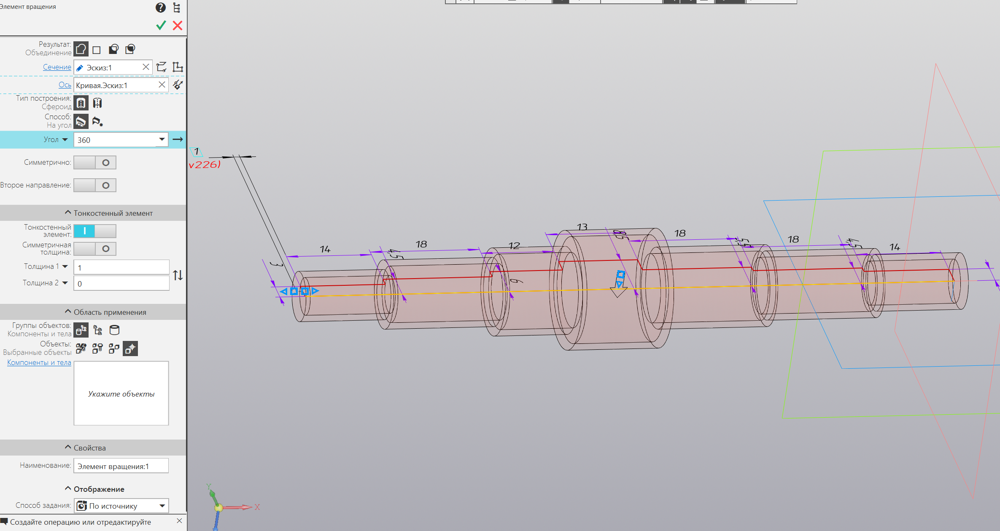 Элемент вращения
Результат:
Объединение
Сечение
Эскиз:1
Ось
Кривая.Эскиз:1
Тип построения:
Сфероид
Способ:
На угол
Угол
360
Симметрично:
Второе направление:
Тонкостенный элемент
Тонкостенный
элемент:
Симметричная
толщина:
Толщина 1
1
Толщина 2
0
Область применения
Группы объектов:
Компоненты и тела
Объекты:
Выбранные объекты
Компоненты и тела
Укажите объекты
Свойства
Наименование:
Элемент вращения:1
Отображение
Способ задания:
По источнику
Создайте операцию или отредактируйте
1
v226)
3
14
4,5
18
12
6
13
8,5
18
5,5
18
4,5
14
Y
X